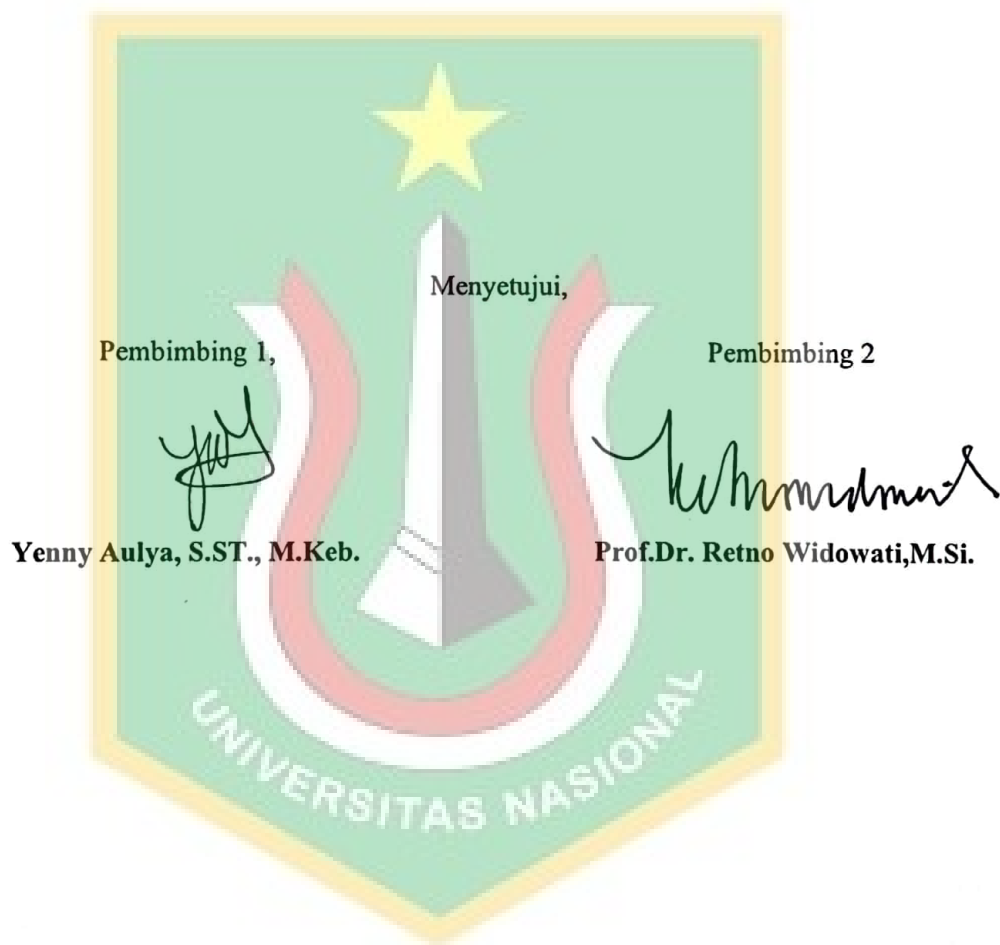 Menyetujui,
Pembimbing 1,
Pembimbing 2
Yenny Aulya, S.ST., M.Keb.
Prof.Dr. Retno Widowati,M.Si.
UNIVERSITAS NASIONAL